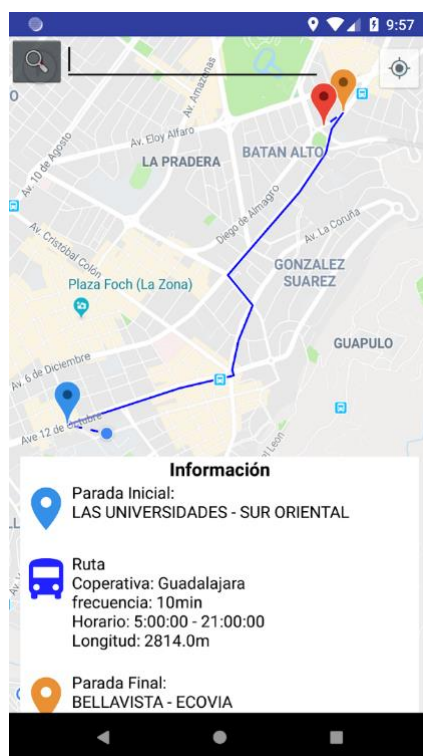 9:57
Av. Amazonas
Av. Eloy Alfaro
Av. 10 de Agosto
LA PRADERA
BATAN ALTO
Diego de Almagro
Av. La Coruña
Av. Cristóbal Colón
GONZALEZ
SUAREZ
Plaza Foch (La Zona)
GUAPULO
Av. 6 de Diciembre
Ave 12 de Octubre
Información
Parada Inicial:
LAS UNIVERSIDADES - SUR ORIENTAL
Ruta
Coperativa: Guadalajara
frecuencia: 10min
Horario: 5:00:00 - 21:00:00
Longitud: 2814.0m
Parada Final:
BELLAVISTA - ECOVIA